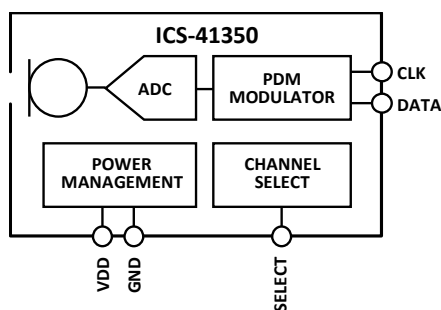 ICS-41350
ADC
PDM
MODULATOR
CLK
DATA
POWER
MANAGEMENT
CHANNEL
SELECT
VDD
GND
SELECT